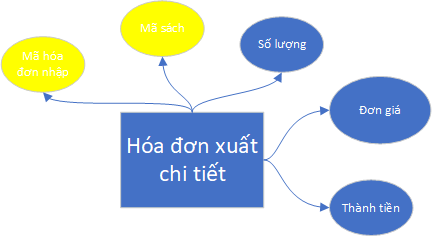 Mã sách
Số lượng
Mã hóa
đơn nhập
Đơn giá
Hóa đơn xuất
chi tiết
Thành tiền